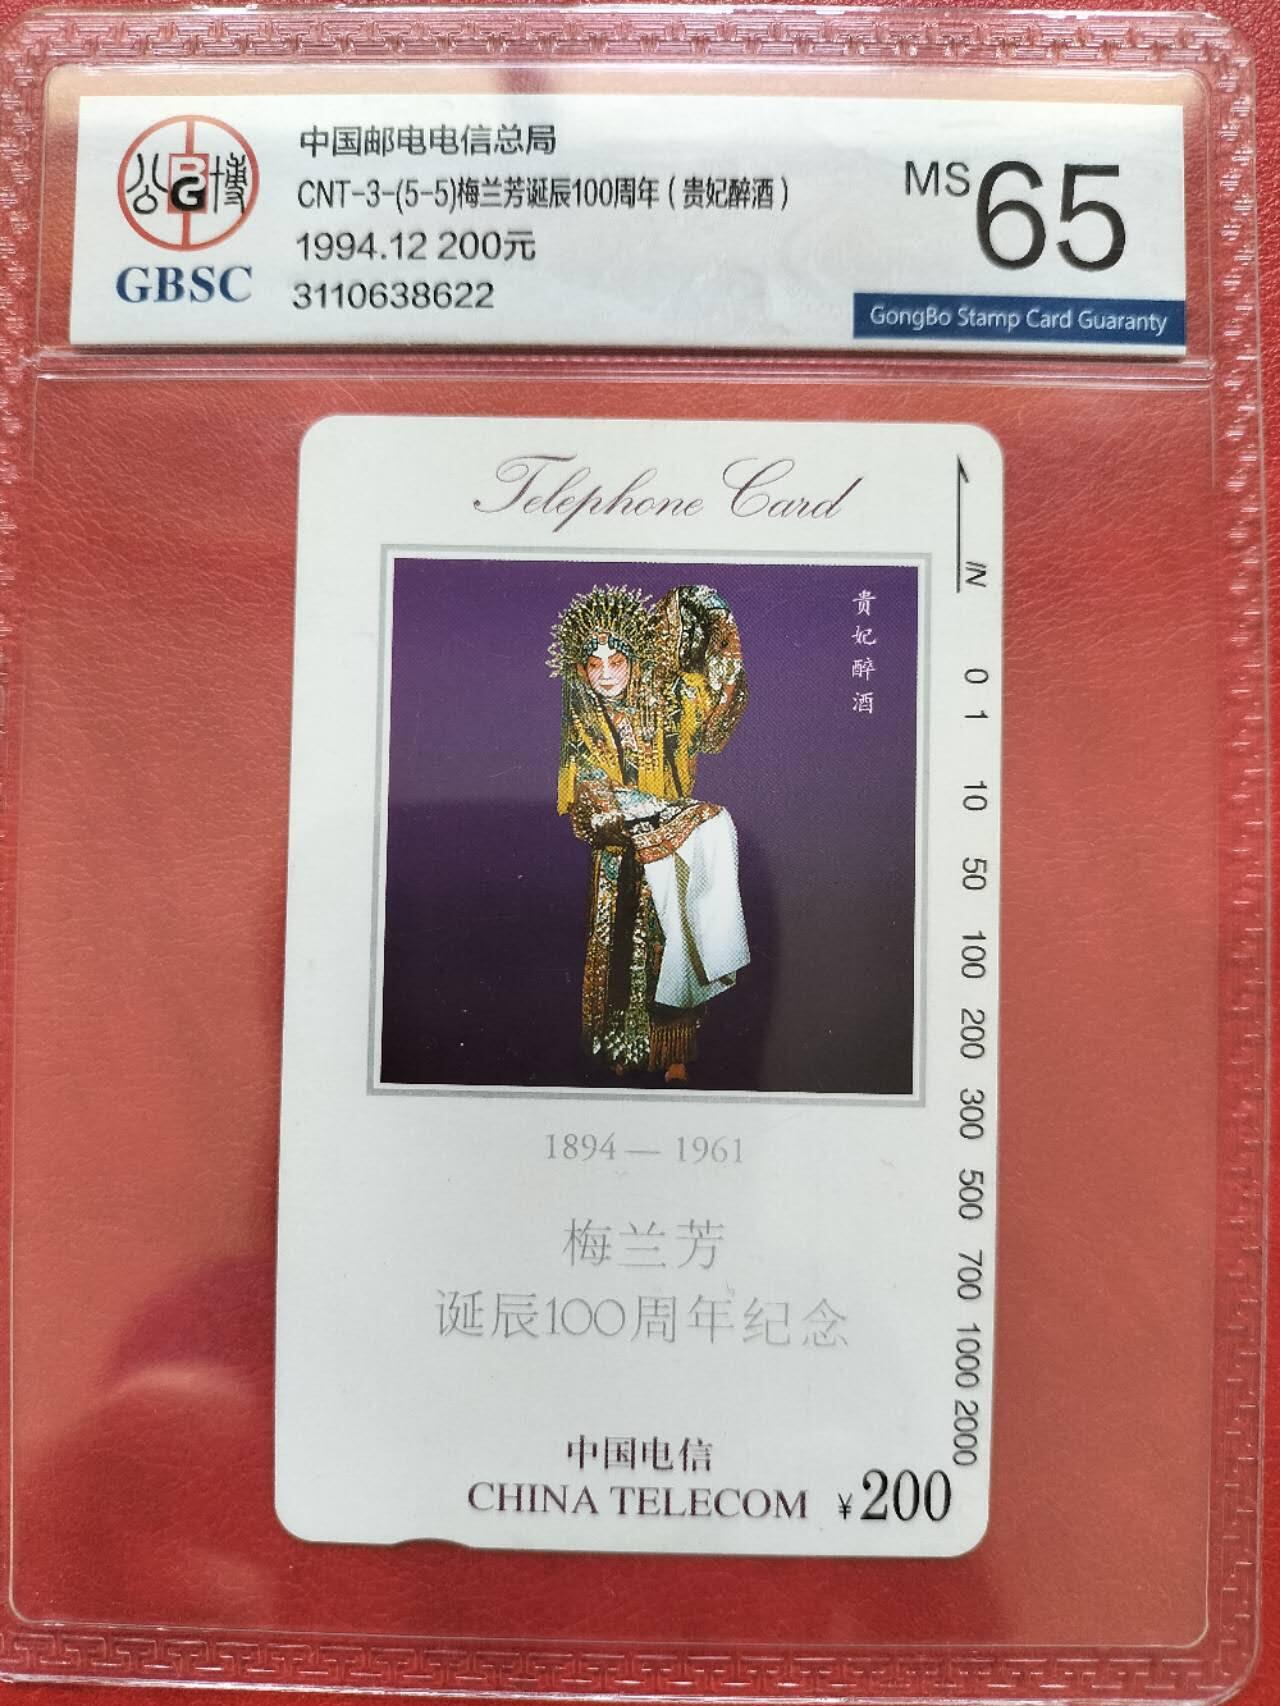 公博
BG
GBSC
中国邮电电信总局
CNT-3-(5-5)梅兰芳诞辰100周年(贵妃醉酒)
1994.12 200元
3110638622
MS 65
GongBo Stamp Card Guaranty
Telephone Card
贵妃醉酒
IN 0 1 10 50 100 200 300 500 700 1000 2000
1894 — 1961
梅兰芳
诞辰100周年纪念
中国电信
CHINA TELECOM ¥200